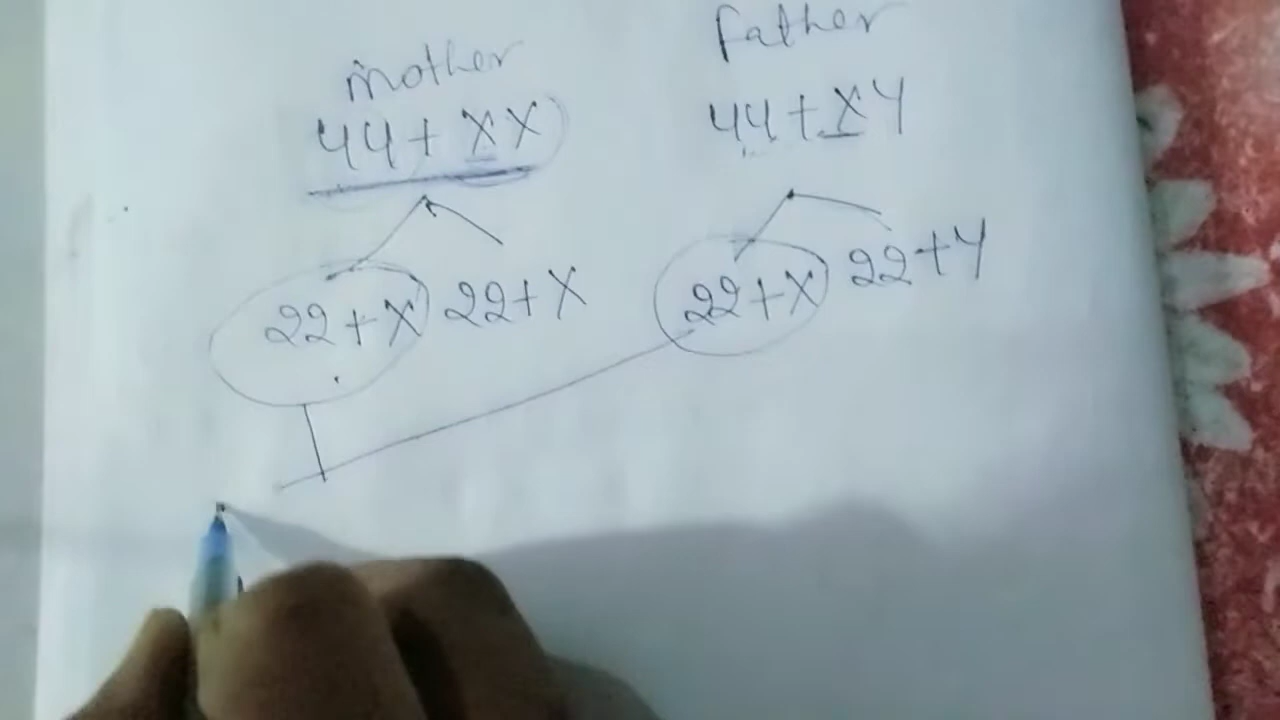 mother Father
44 + XX 44 + XY
22 + X 22 + X 22 + X 22 + Y